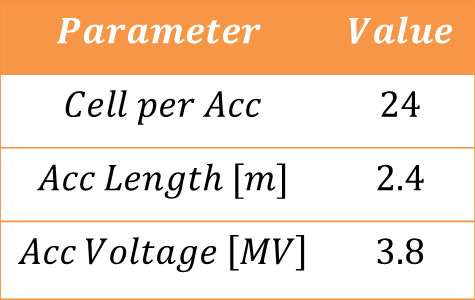 Parameter Value
Cell per Acc 24
Acc Length [m] 2.4
Acc Voltage [MV] 3.8